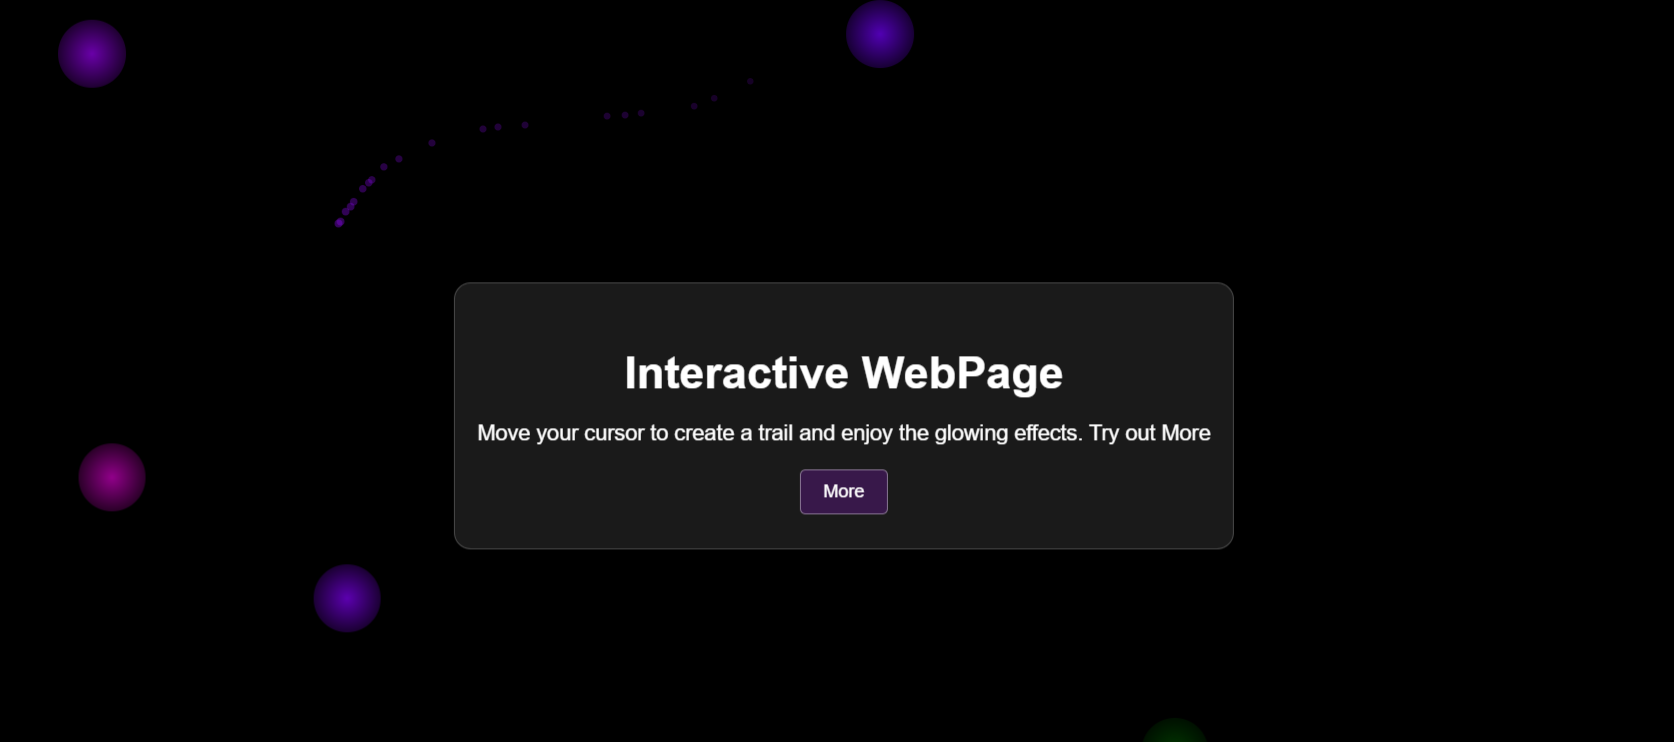 Interactive WebPage
Move your cursor to create a trail and enjoy the glowing effects. Try out More
More